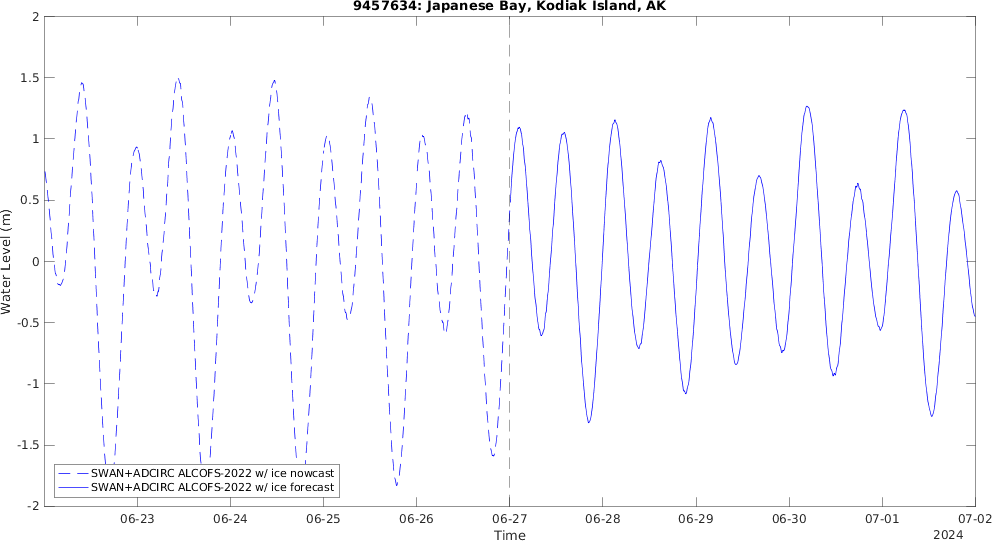 9457634: Japanese Bay, Kodiak Island, AK
2
1.5
1
0.5
0
-0.5
-1
-1.5
-2
Water Level (m)
SWAN+ADCIRC ALCOFS-2022 w/ ice nowcast
SWAN+ADCIRC ALCOFS-2022 w/ ice forecast
06-23 06-24 06-25 06-26 06-27 06-28 06-29 06-30 07-01 07-02
Time
2024